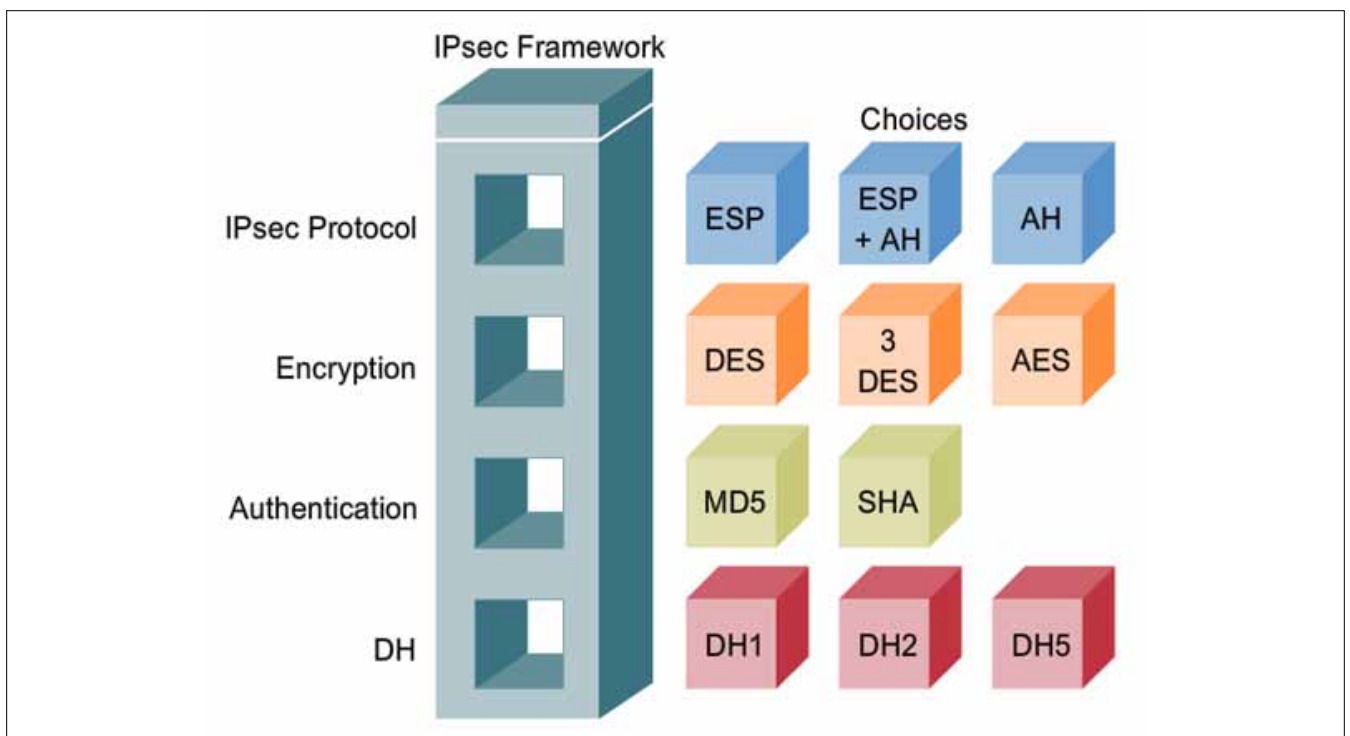 IPsec Framework
Choices
IPsec Protocol
ESP
ESP
+ AH
AH
Encryption
DES
3
DES
AES
Authentication
MD5
SHA
DH
DH1
DH2
DH5